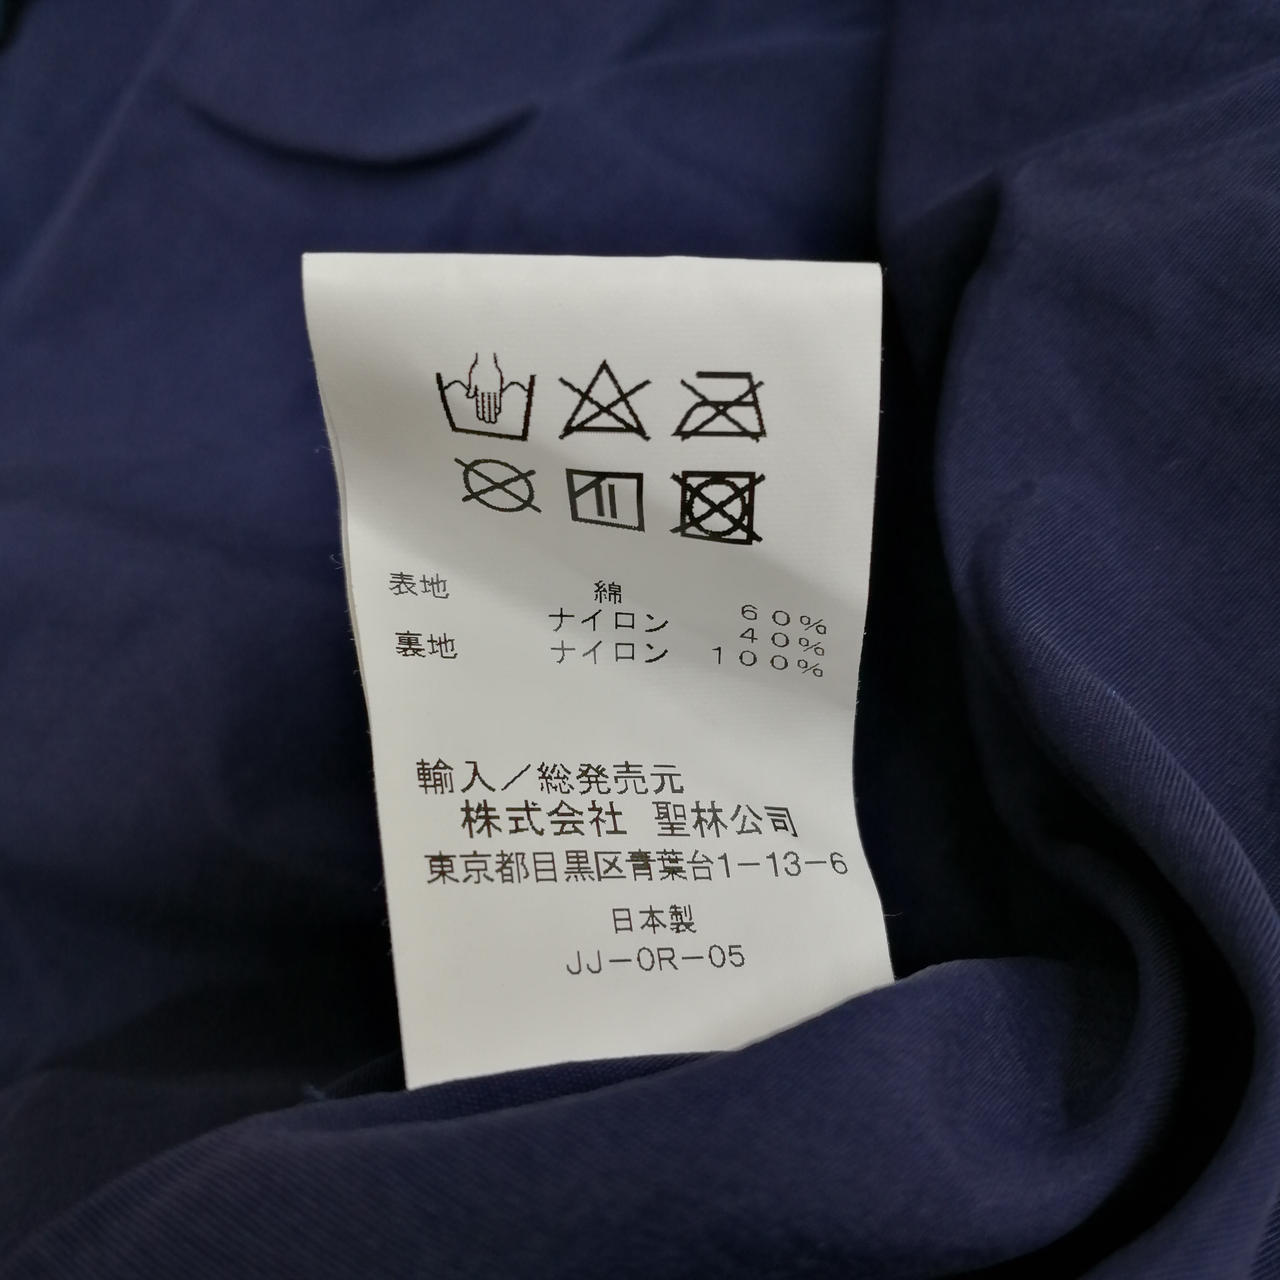 表地 綿 60%
ナイロン 40%
裏地 ナイロン 100%
輸入/総発売元
株式会社 聖林公司
東京都目黒区青葉台1-13-6
日本製
JJ-OR-05